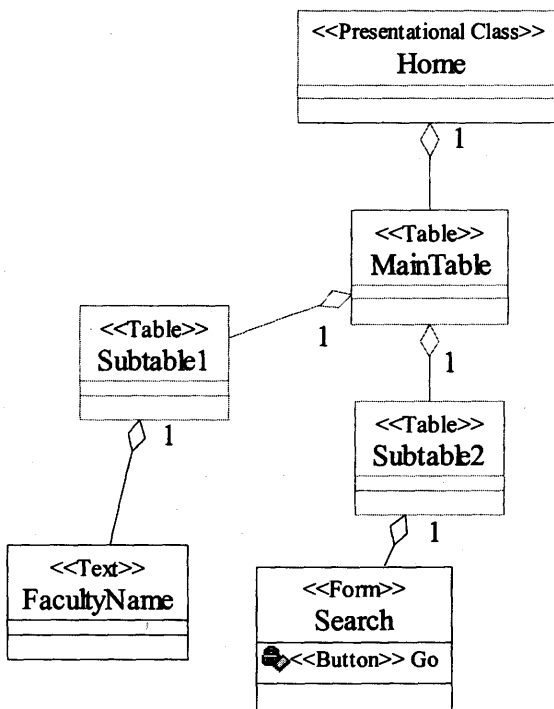 <<Presentational Class>>
Home
1
<<Table>>
MainTable
1
1
<<Table>>
Subtable1
1
<<Table>>
Subtable2
1
<<Text>>
FacultyName
<<Form>>
Search
<<Button>> Go